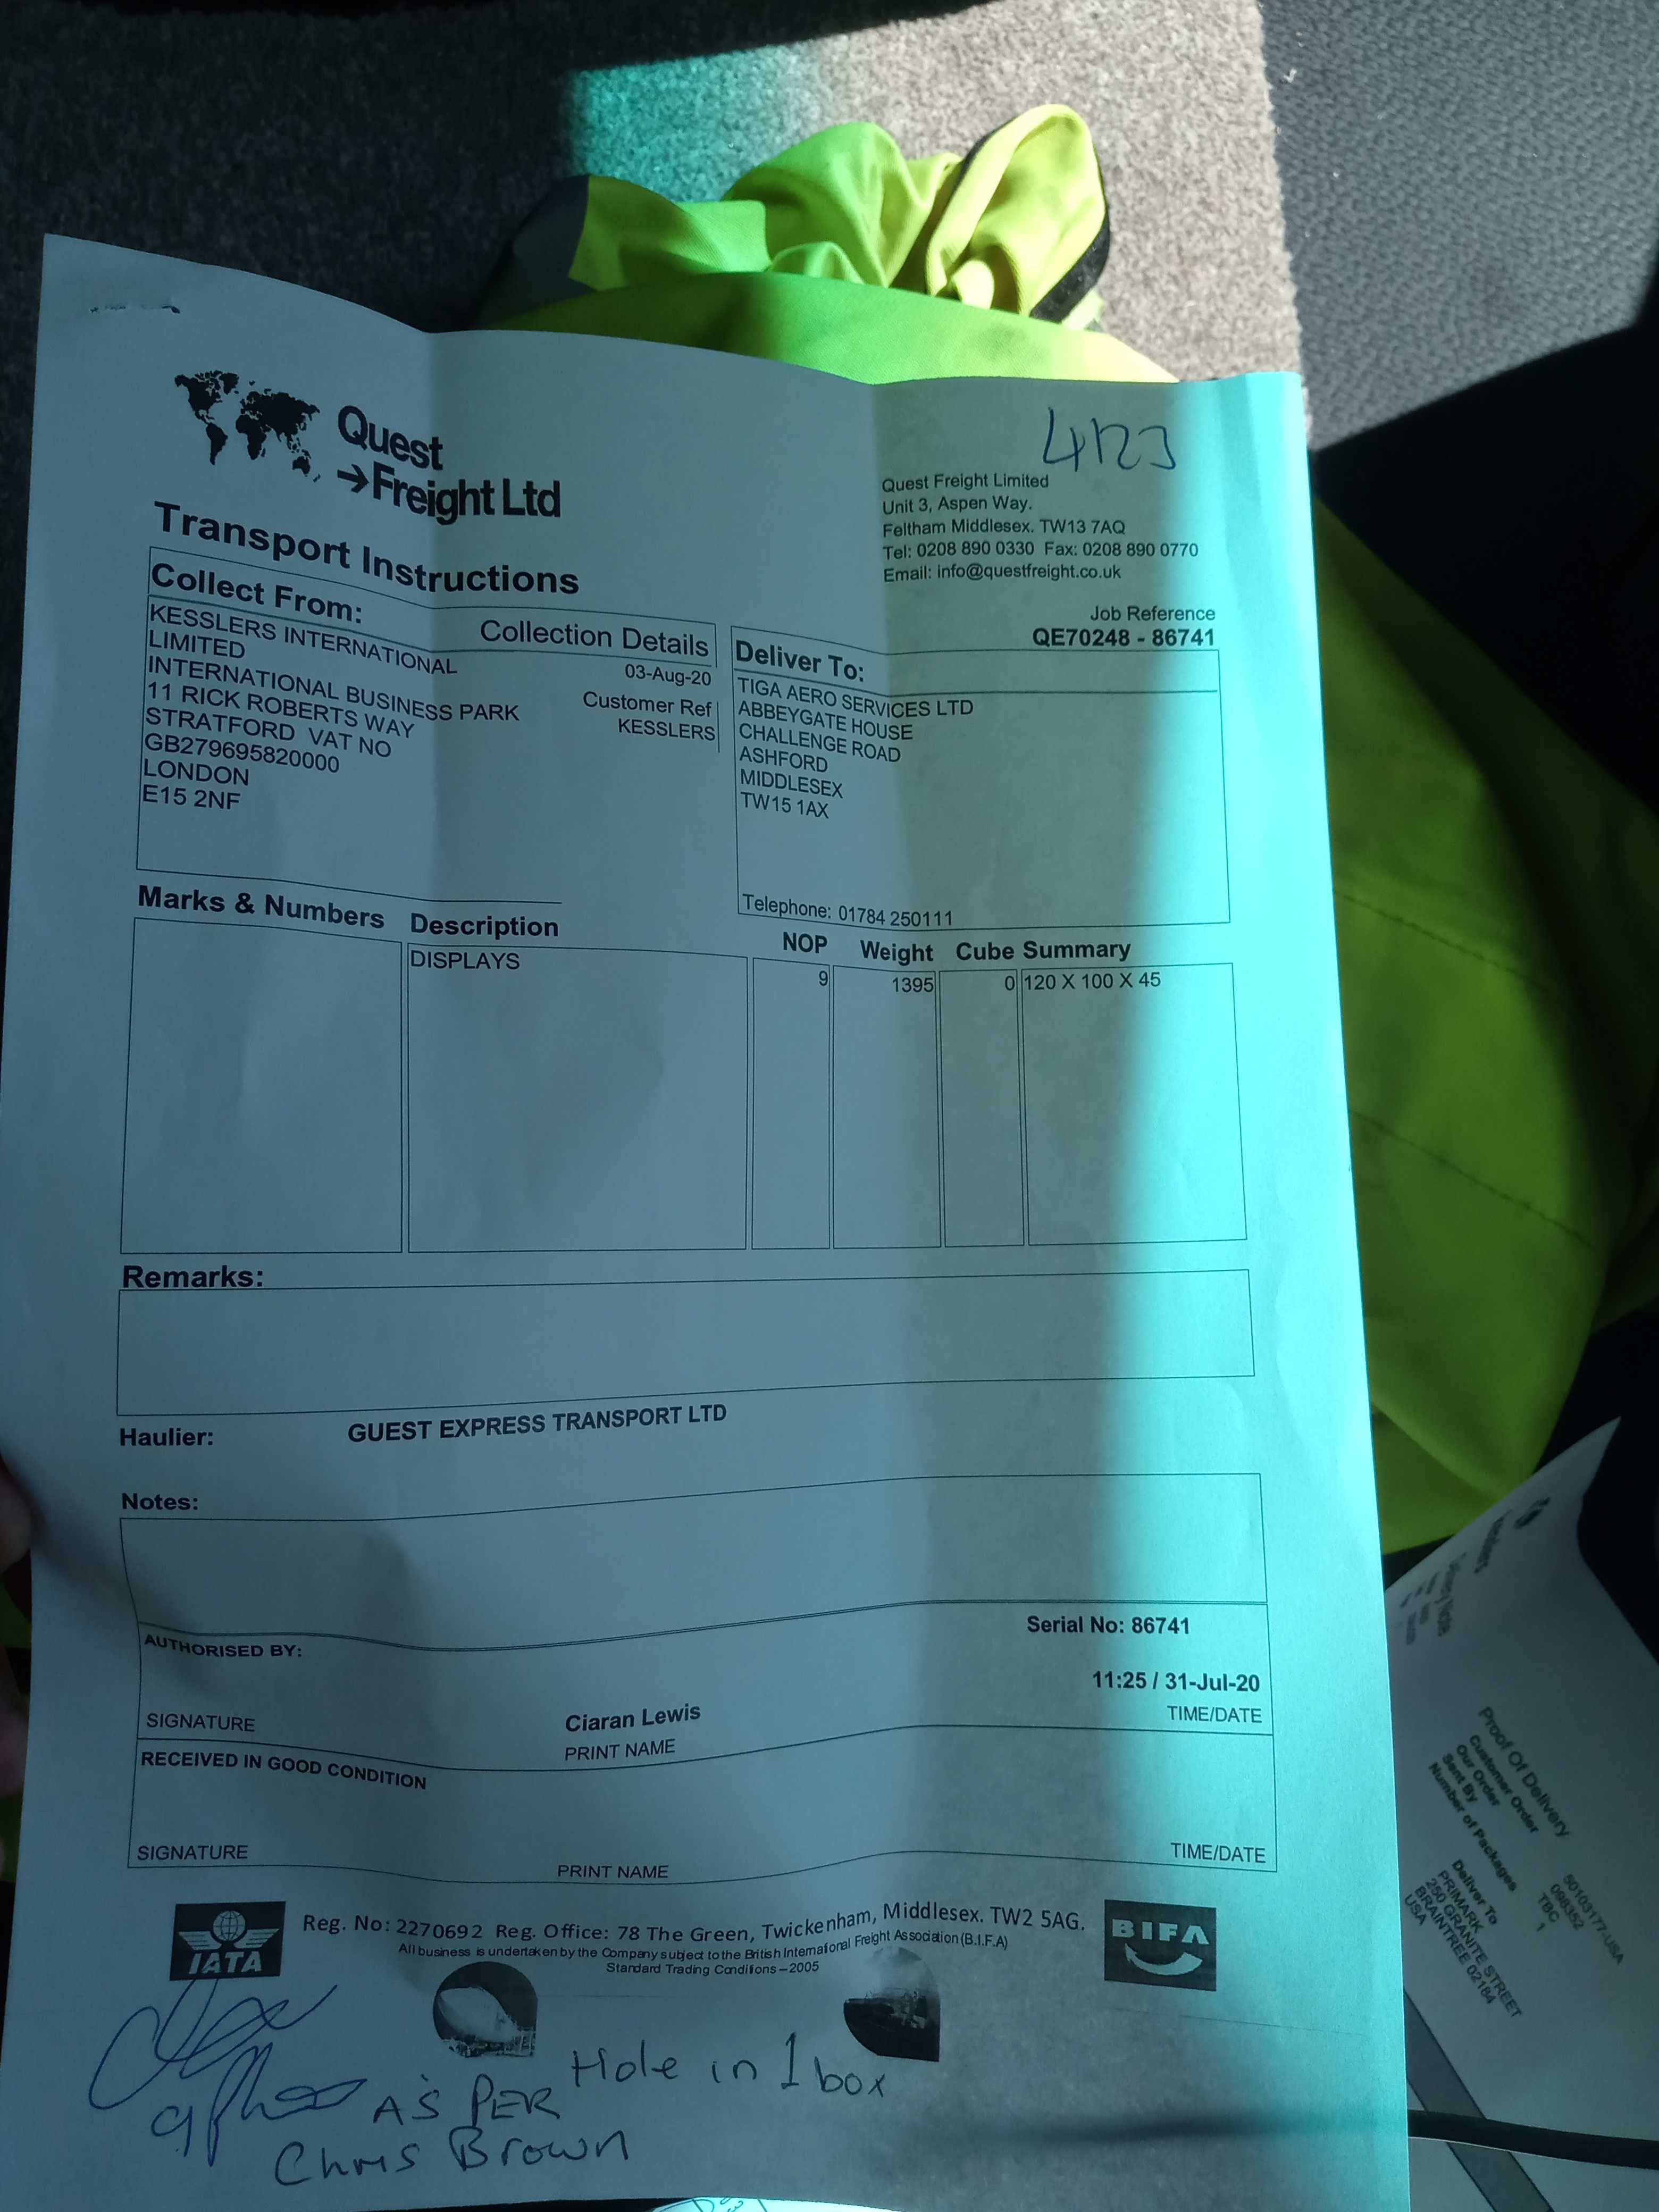 4123
Quest
→Freight Ltd
Quest Freight Limited
Unit 3, Aspen Way.
Feltham Middlesex. TW13 7AQ
Tel: 0208 890 0330 Fax: 0208 890 0770
Email: info@questfreight.co.uk
Transport Instructions
Job Reference
QE70248 - 86741
Collect From:
Collection Details
KESSLERS INTERNATIONAL
LIMITED
INTERNATIONAL BUSINESS PARK
11 RICK ROBERTS WAY
STRATFORD VAT NO
GB279695820000
LONDON
E15 2NF
03-Aug-20
Customer Ref
KESSLERS
Deliver To:
TIGA AERO SERVICES LTD
ABBEYGATE HOUSE
CHALLENGE ROAD
ASHFORD
MIDDLESEX
TW15 1AX
Telephone: 01784 250111
Marks & Numbers Description NOP Weight Cube Summary
DISPLAYS 9 1395 0 120 X 100 X 45
Remarks:
Haulier: GUEST EXPRESS TRANSPORT LTD
Notes:
Serial No: 86741
AUTHORISED BY:
11:25 / 31-Jul-20
SIGNATURE Ciaran Lewis TIME/DATE
PRINT NAME
RECEIVED IN GOOD CONDITION
SIGNATURE PRINT NAME TIME/DATE
IATA
Reg. No: 2270692 Reg. Office: 78 The Green, Twickenham, Middlesex. TW2 5AG.
All business is undertaken by the Company subject to the British International Freight Association (B.I.F.A)
Standard Trading Conditions – 2005
BIFA
Hole in 1 box
AS PER
Chris Brown
Proof Of Delivery
Customer Order 50103177-USA
Our Order 098352
Sent By TBC
Number of Packages 1
Deliver To
PRIMARK
250 GRANITE STREET
BRAINTREE 02184
USA